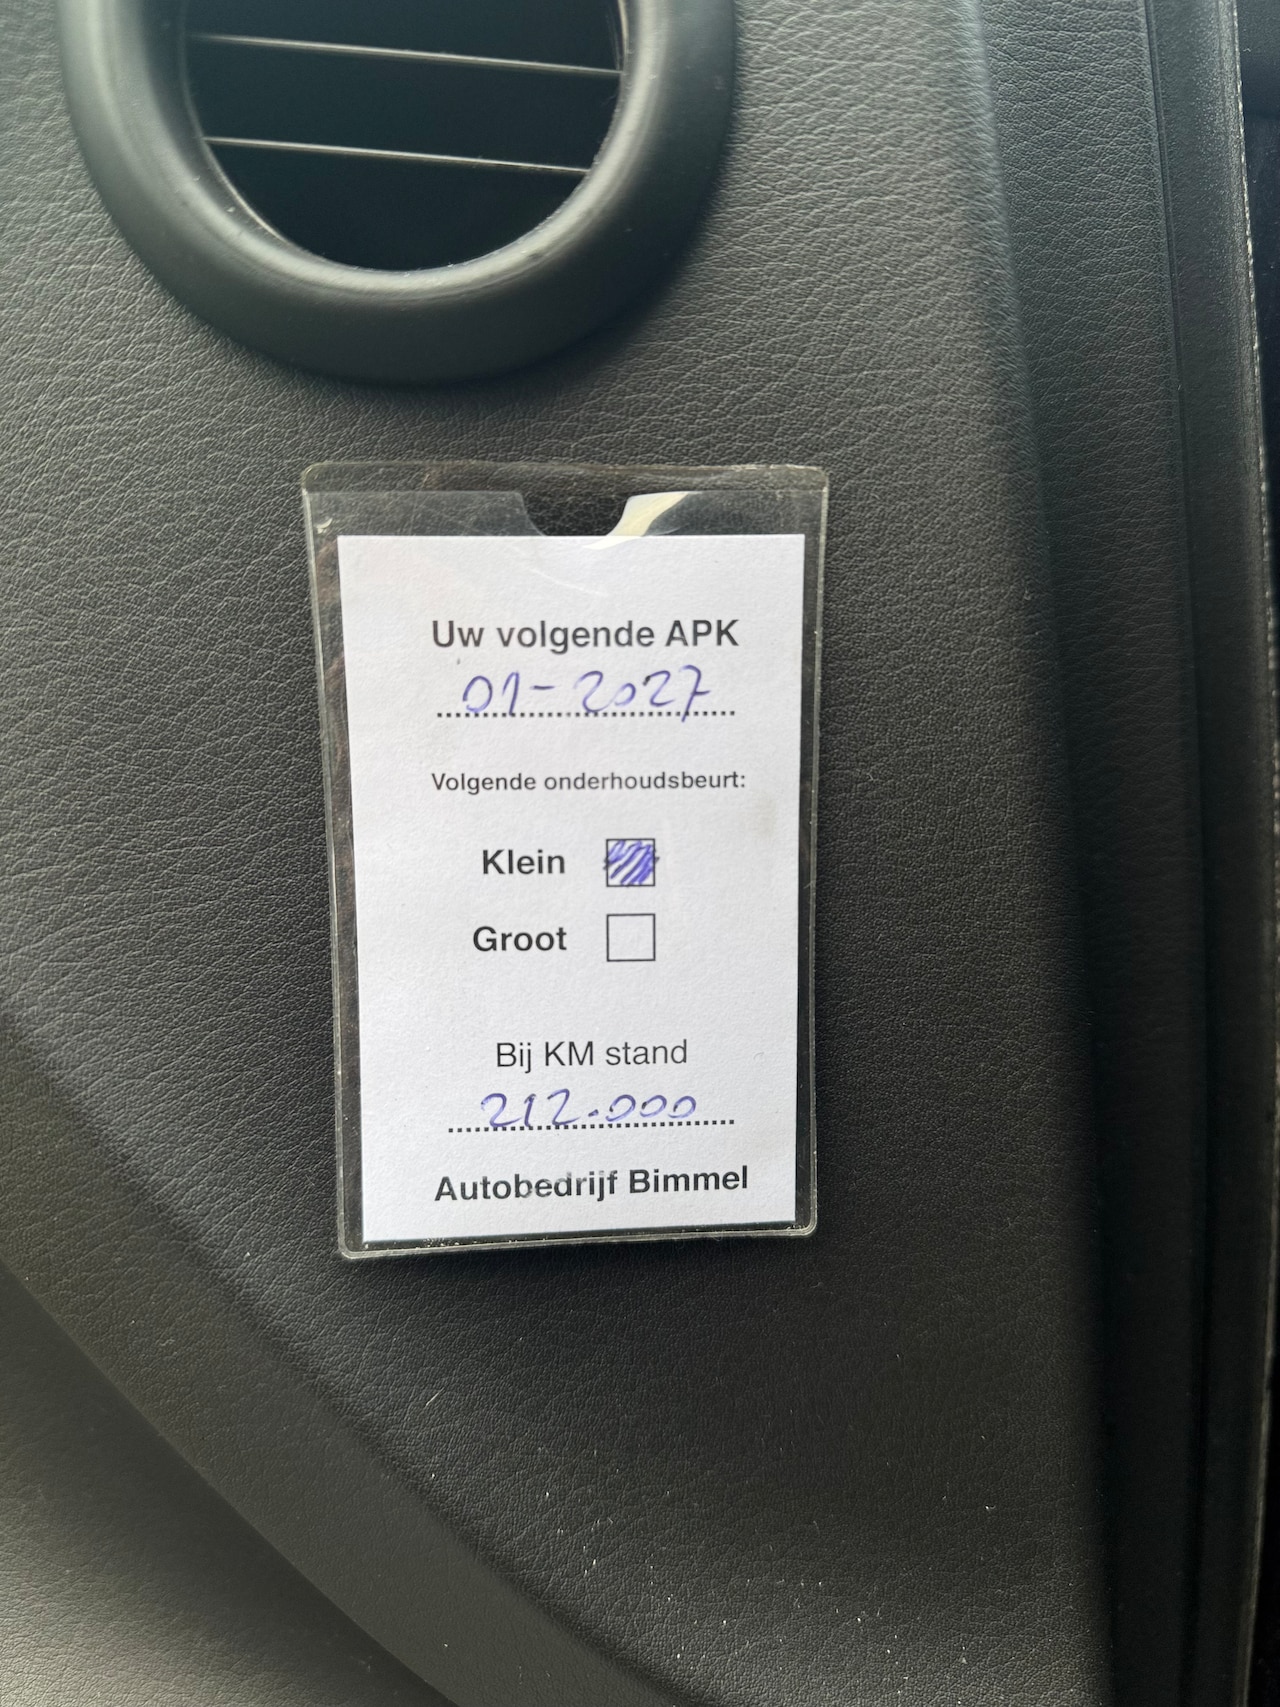 Uw volgende APK
01-2027
Volgende onderhoudsbeurt:
Klein
Groot
Bij KM stand
212.000
Autobedrijf Bimmel